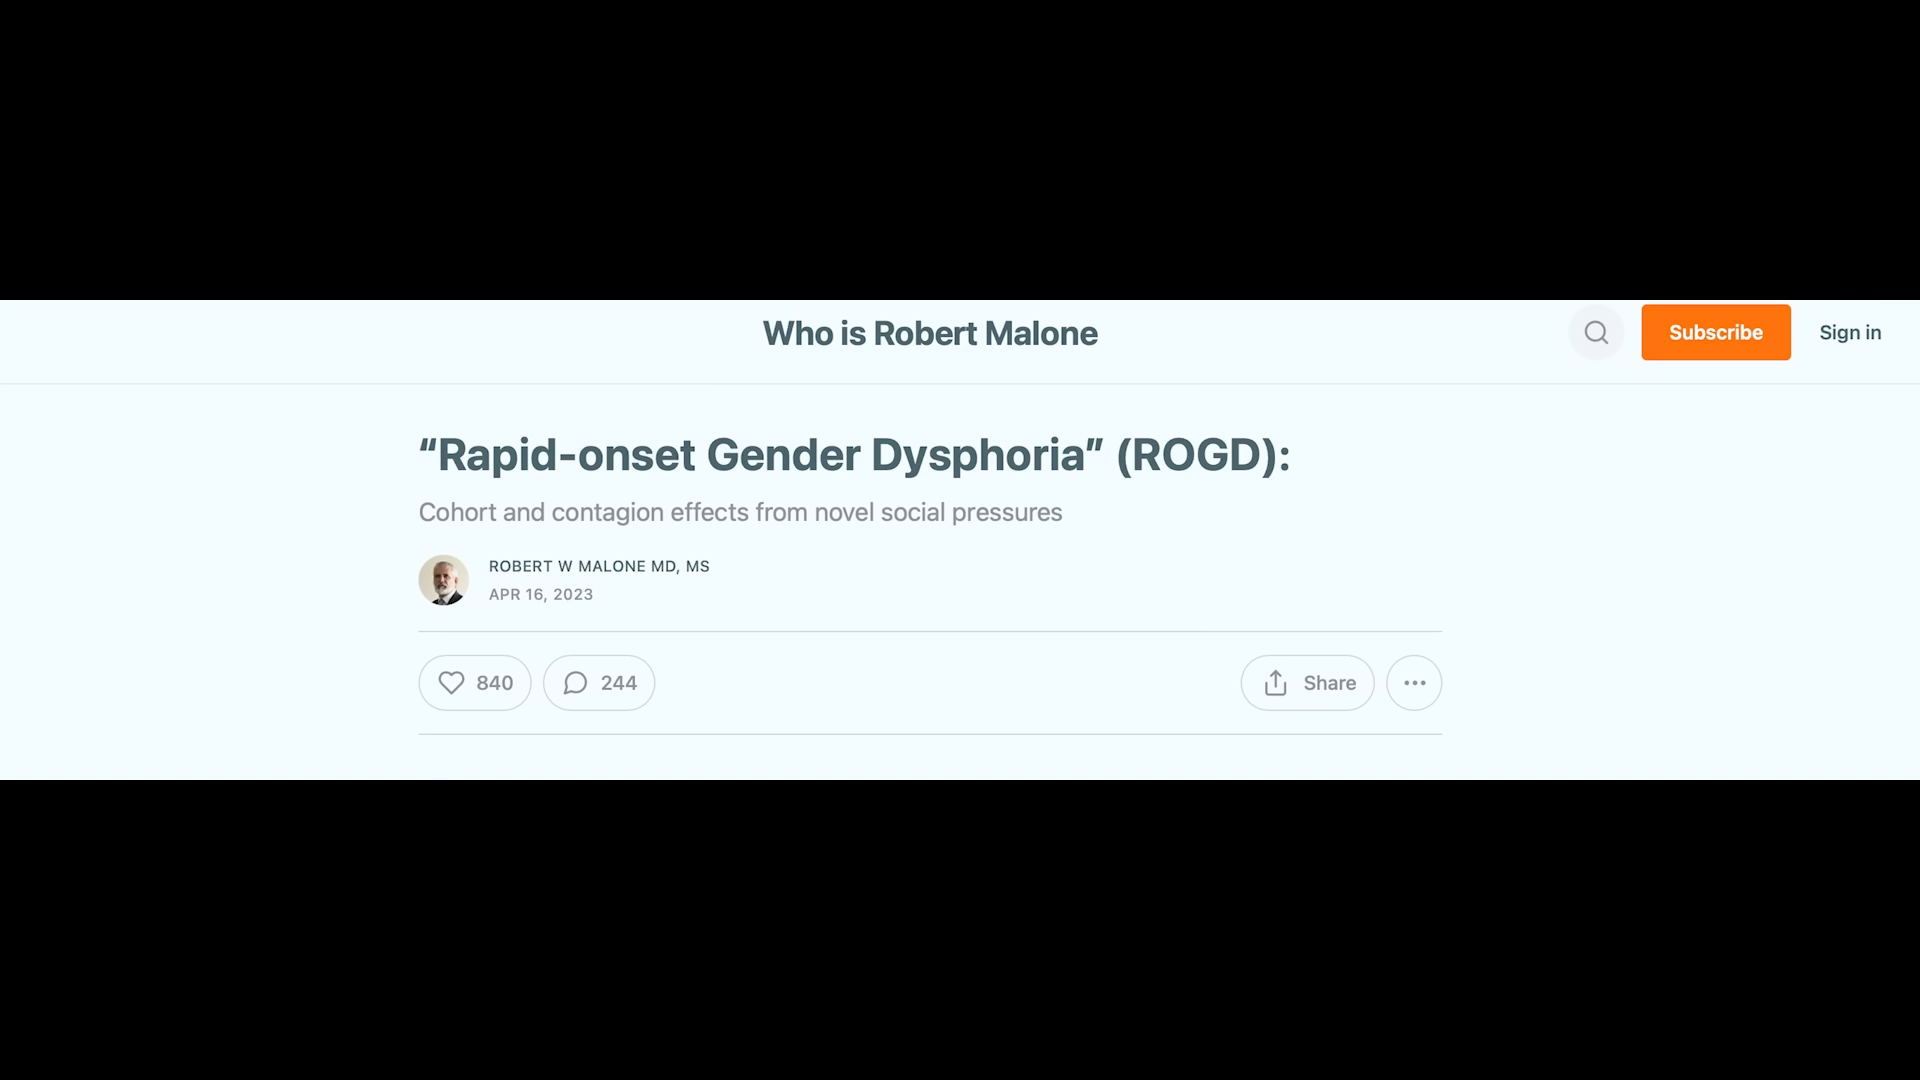 Who is Robert Malone
Subscribe
Sign in
“Rapid-onset Gender Dysphoria” (ROGD):
Cohort and contagion effects from novel social pressures
ROBERT W MALONE MD, MS
APR 16, 2023
840
244
Share